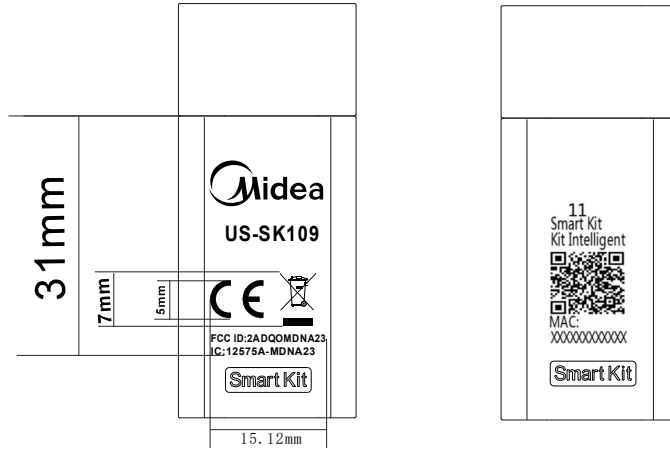 Midea
US-SK109
31mm
7mm
5mm
CE
FCC ID:2ADQOMDNA23
IC:12575A-MDNA23
Smart Kit
15.12mm
11
Smart Kit
Kit Intelligent
MAC:
XXXXXXXXXXXX
Smart Kit